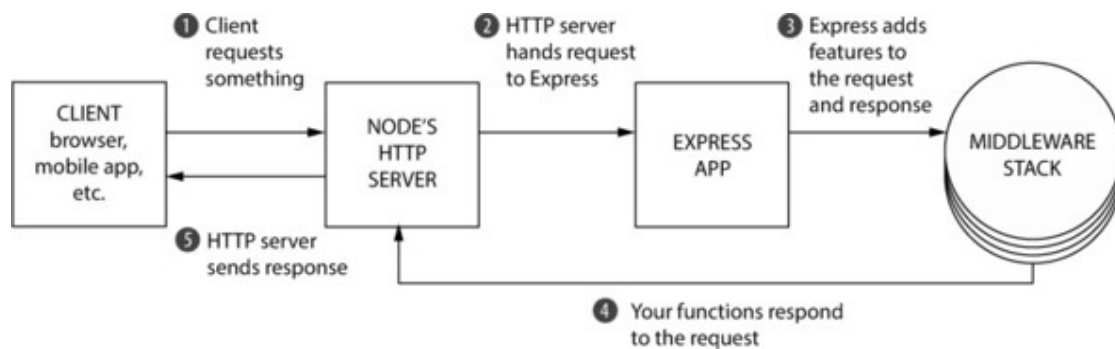 1 Client
requests
something
2 HTTP server
hands request
to Express
3 Express adds
features to
the request
and response
CLIENT
browser,
mobile app,
etc.
NODE'S
HTTP
SERVER
EXPRESS
APP
MIDDLEWARE
STACK
5 HTTP server
sends response
4 Your functions respond
to the request